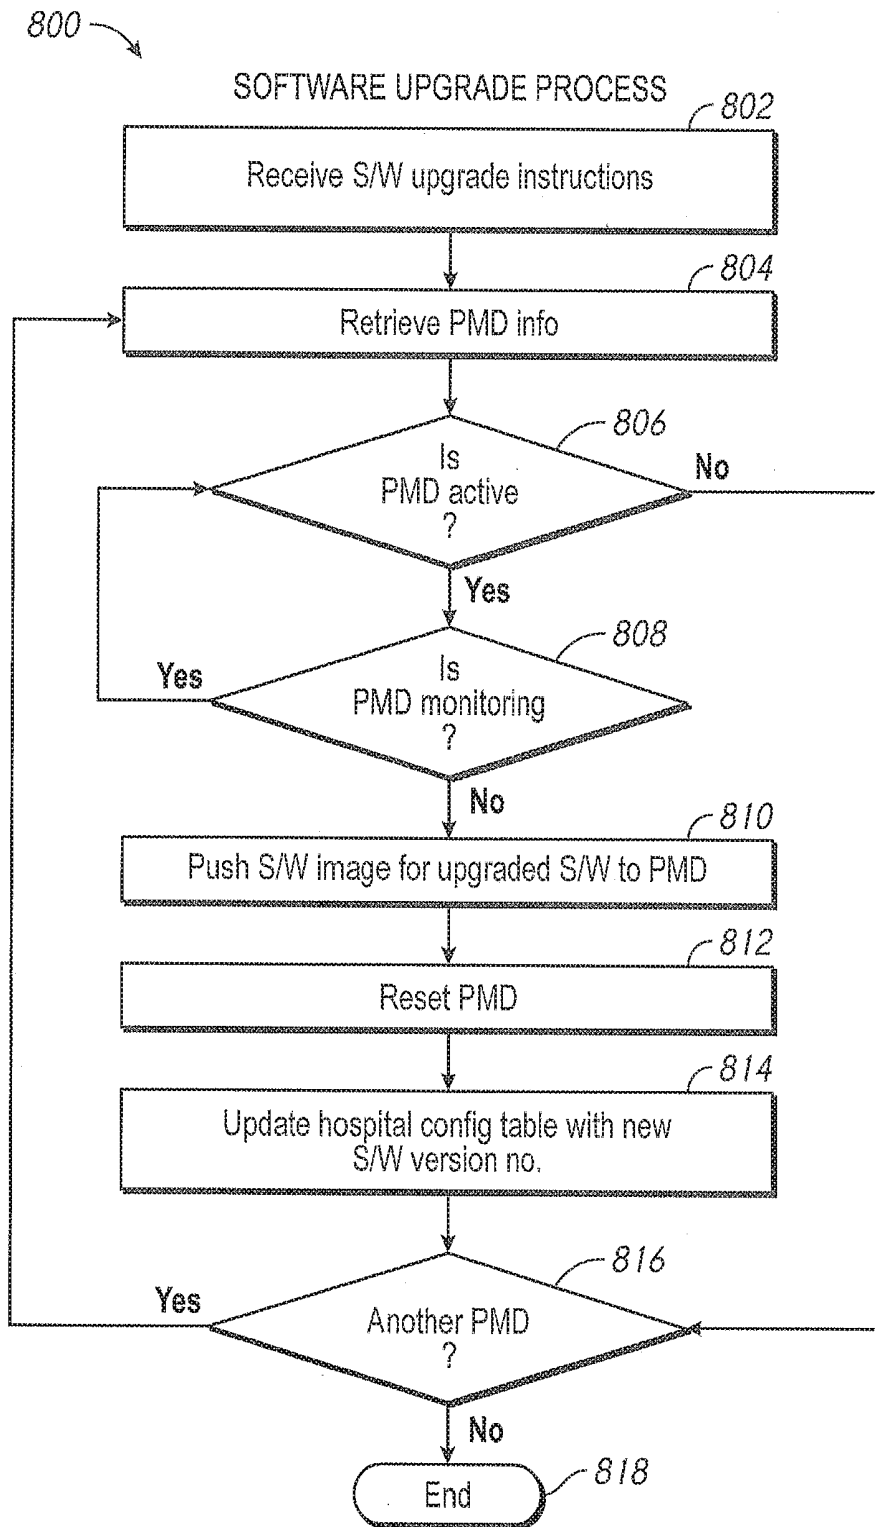 800
SOFTWARE UPGRADE PROCESS
802
Receive S/W upgrade instructions
804
Retrieve PMD info
806
Is
PMD active
?
No
Yes
808
Is
PMD monitoring
?
Yes
No
810
Push S/W image for upgraded S/W to PMD
812
Reset PMD
814
Update hospital config table with new
S/W version no.
816
Another PMD
?
Yes
No
End
818